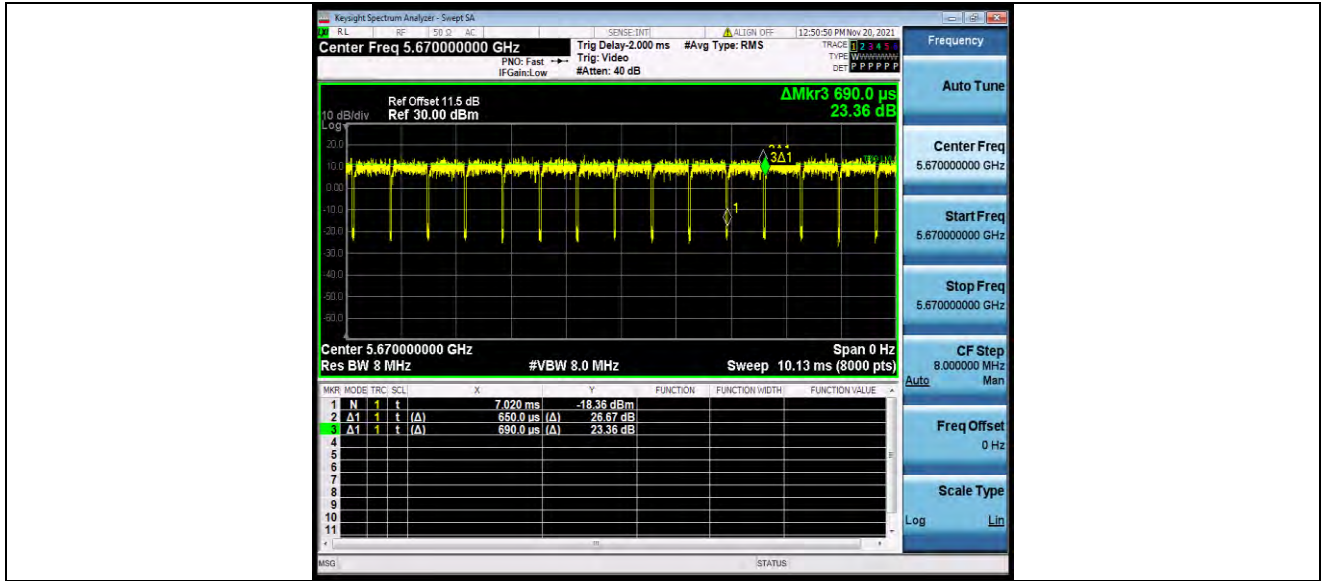 Keysight Spectrum Analyzer - Swept SA
RL RF 50 Ω AC SENSE:INT ALIGN OFF 12:50:50 PM Nov 20, 2021
Center Freq 5.670000000 GHz
PNO: Fast
IFGain:Low
Trig Delay-2.000 ms
Trig: Video
#Atten: 40 dB
#Avg Type: RMS
TRACE 1 2 3 4 5 6
TYPE WWWWWW
DET P P P P P P
Frequency
Auto Tune
Center Freq
5.670000000 GHz
Start Freq
5.670000000 GHz
Stop Freq
5.670000000 GHz
CF Step
8.000000 MHz
Auto Man
Freq Offset
0 Hz
Scale Type
Log Lin
ΔMkr3 690.0 µs
23.36 dB
Ref Offset 11.5 dB
10 dB/div Ref 30.00 dBm
Log
20.0
10.0
0.00
-10.0
-20.0
-30.0
-40.0
-50.0
-60.0
3Δ1
1
Center 5.670000000 GHz Span 0 Hz
Res BW 8 MHz #VBW 8.0 MHz Sweep 10.13 ms (8000 pts)
MKR MODE TRC SCL X Y FUNCTION FUNCTION WIDTH FUNCTION VALUE
1 N 1 t 7.020 ms -18.36 dBm
2 Δ1 1 t (Δ) 650.0 µs (Δ) 26.67 dB
3 Δ1 1 t (Δ) 690.0 µs (Δ) 23.36 dB
4
5
6
7
8
9
10
11
MSG STATUS